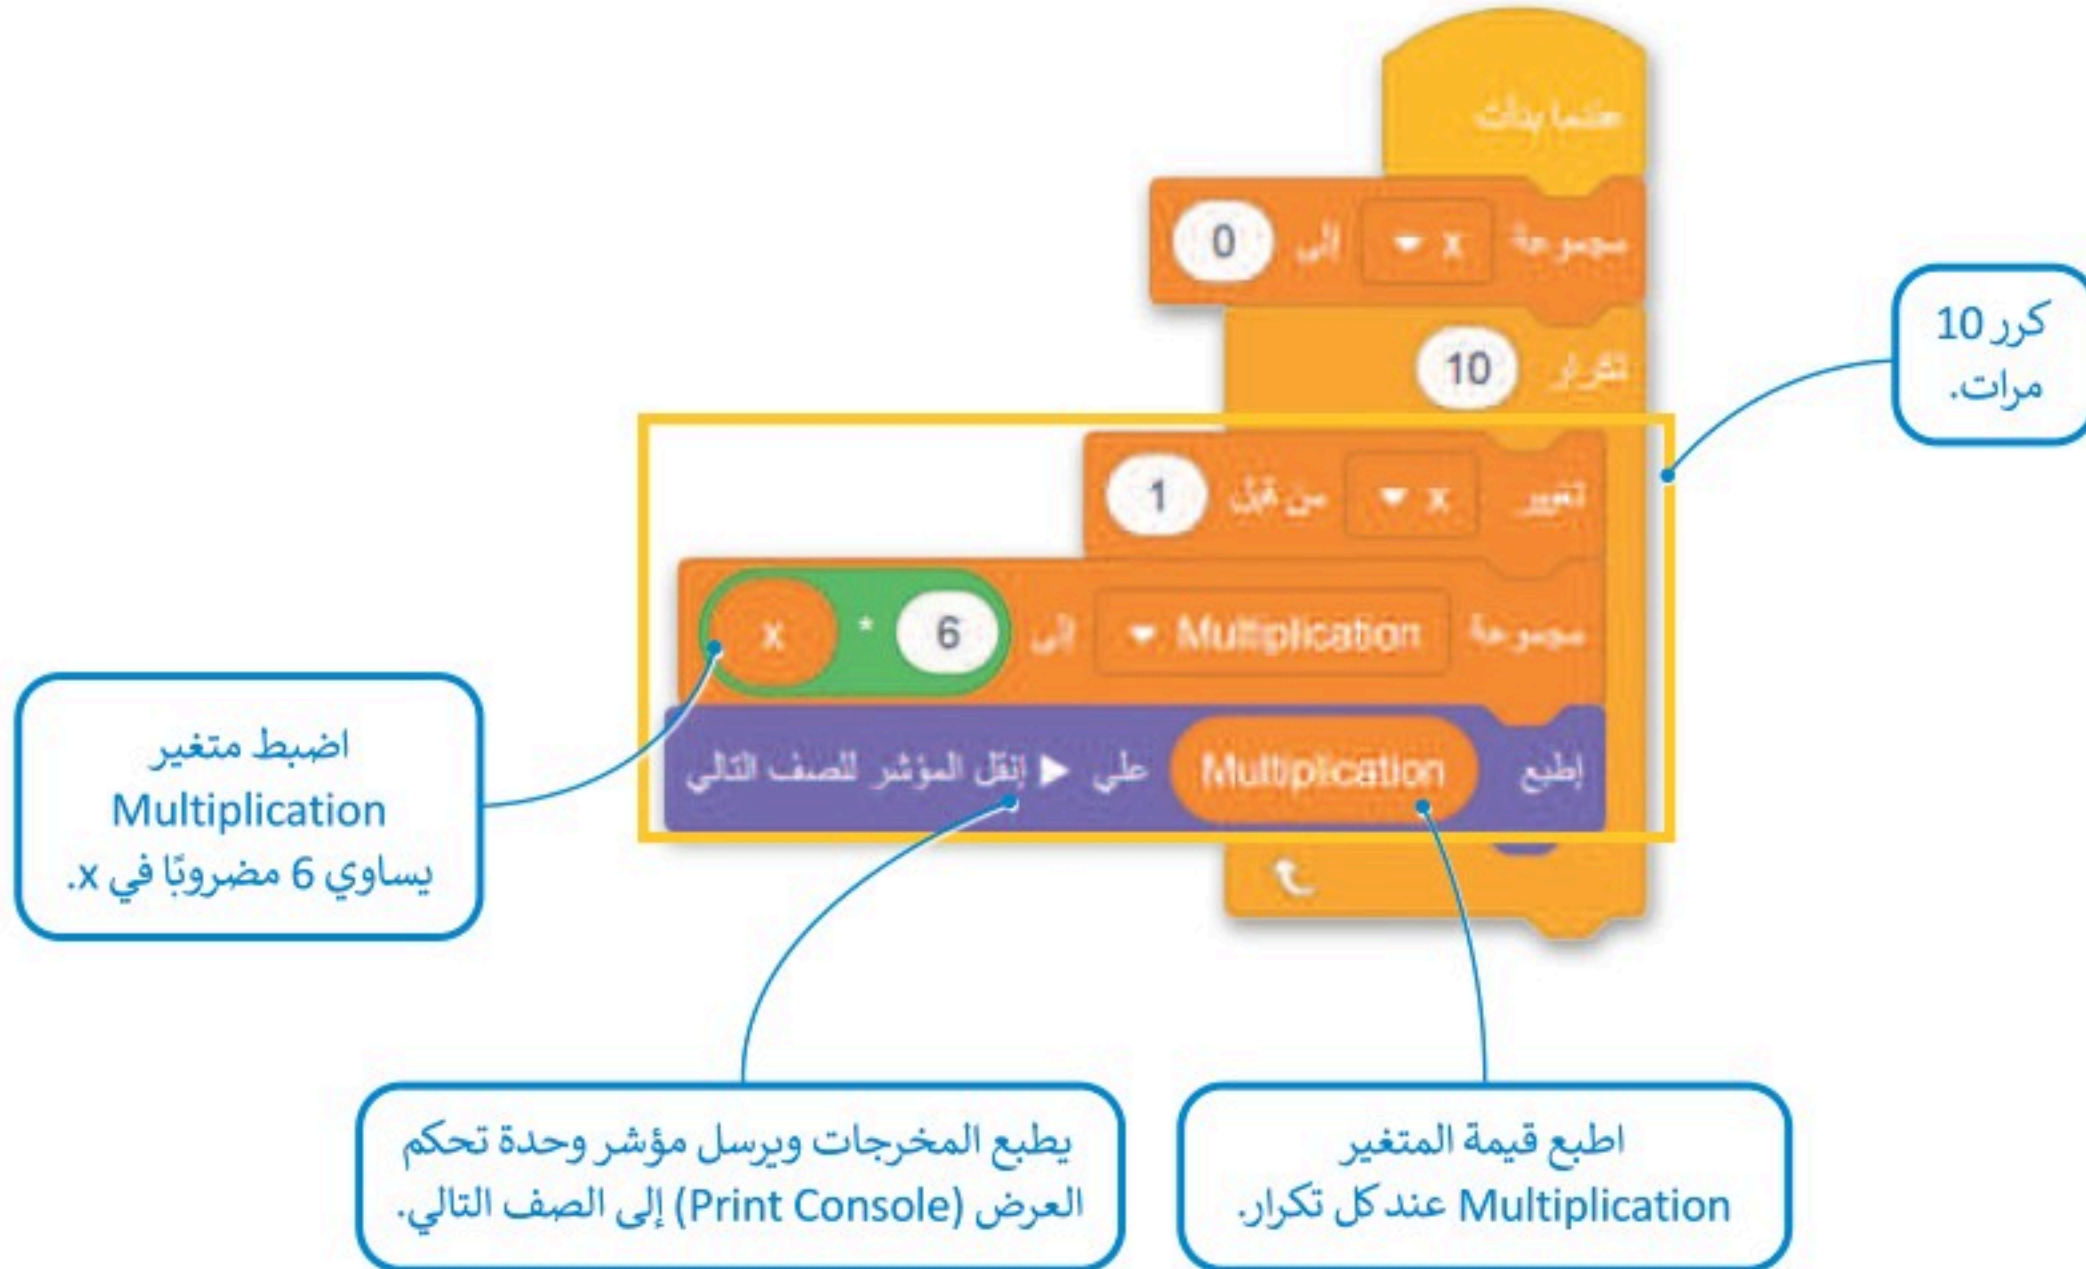 عندما بدأت
مجموعة x إلى 0
تكرار 10
كرر 10
مرات.
تغيير x من قبل 1
مجموعة Multiplication إلى 6 * x
إطبع Multiplication علي إنقل المؤشر للصف التالي
اضبط متغير
Multiplication
يساوي 6 مضروبًا في x.
يطبع المخرجات ويرسل مؤشر وحدة تحكم
العرض (Print Console) إلى الصف التالي.
اطبع قيمة المتغير
Multiplication عند كل تكرار.